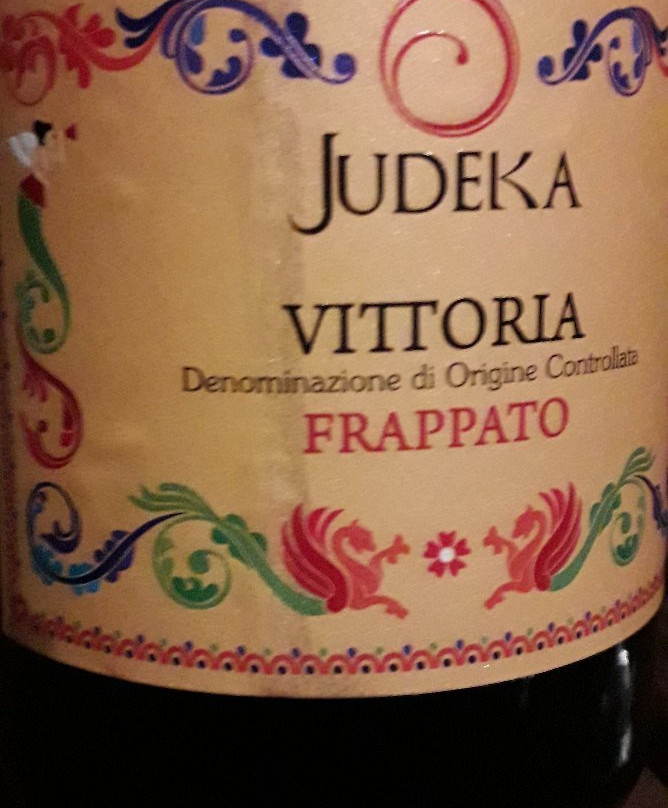 JUDEKA
VITTORIA
Denominazione di Origine Controllata
FRAPPATO